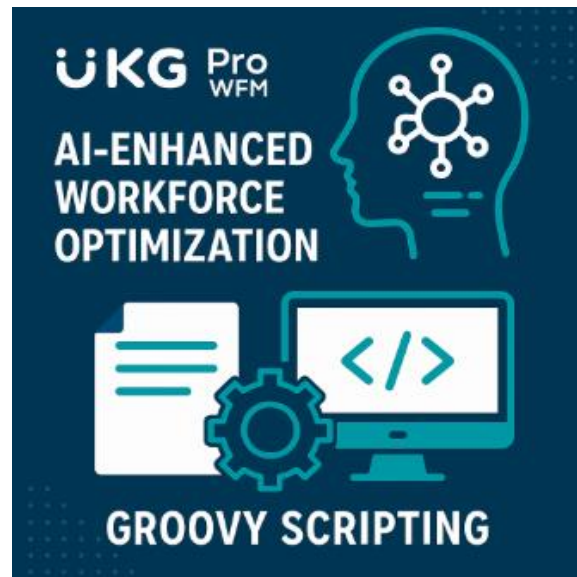 UKG Pro
WFM
AI-ENHANCED
WORKFORCE
OPTIMIZATION
</>
GROOVY SCRIPTING